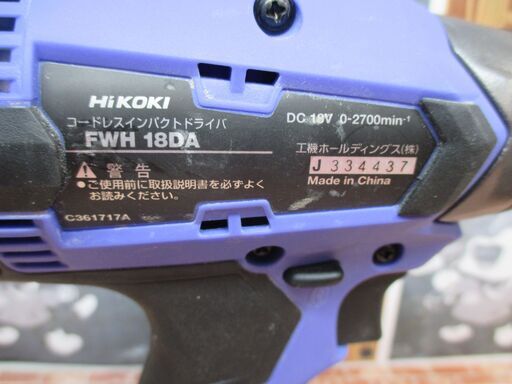 HiKOKI
コードレスインパクトドライバ
FWH 18DA
DC 18V 0-2700min⁻¹
工機ホールディングス(株)
J 334437
Made in China
⚠警告
●ご使用前に取扱説明書を必ずよくお読みください。
C361717A